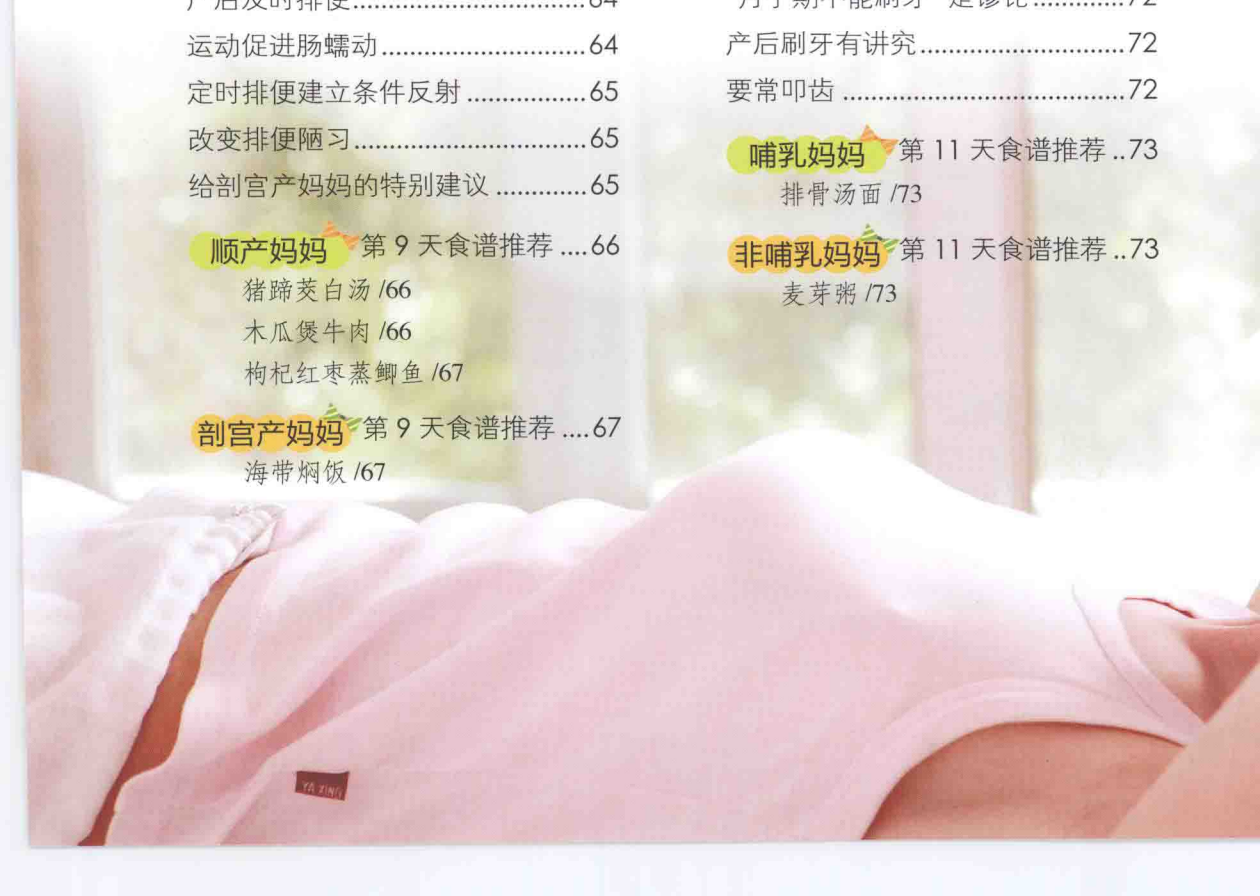 产后及时排便........................64
运动促进肠蠕动........................64
定时排便建立条件反射..............65
改变排便陋习...........................65
给剖宫产妈妈的特别建议...........65
顺产妈妈 第 9 天食谱推荐....66
猪蹄茭白汤 /66
木瓜煲牛肉 /66
枸杞红枣蒸鲫鱼 /67
剖宫产妈妈 第 9 天食谱推荐....67
海带焖饭 /67
产后刷牙有讲究........................72
要常叩齿..................................72
哺乳妈妈 第 11 天食谱推荐..73
排骨汤面 /73
非哺乳妈妈 第 11 天食谱推荐..73
麦芽粥 /73